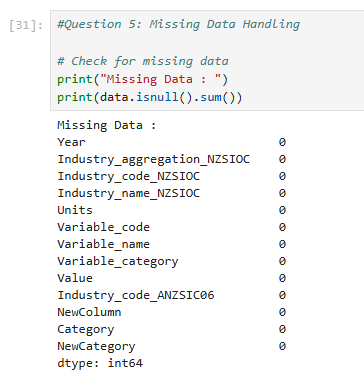 [31]: #Question 5: Missing Data Handling
# Check for missing data
print("Missing Data : ")
print(data.isnull().sum())
Missing Data :
Year 0
Industry_aggregation_NZSIOC 0
Industry_code_NZSIOC 0
Industry_name_NZSIOC 0
Units 0
Variable_code 0
Variable_name 0
Variable_category 0
Value 0
Industry_code_ANZSIC06 0
NewColumn 0
Category 0
NewCategory 0
dtype: int64